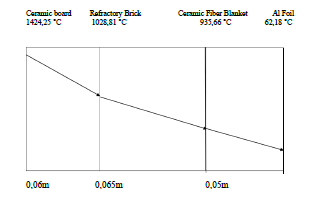 Ceramic board Refractory Brick Ceramic Fiber Blanket Al Foil
1424,25 °C 1028,81 °C 935,66 °C 62,18 °C
0,06m 0,065m 0,05m